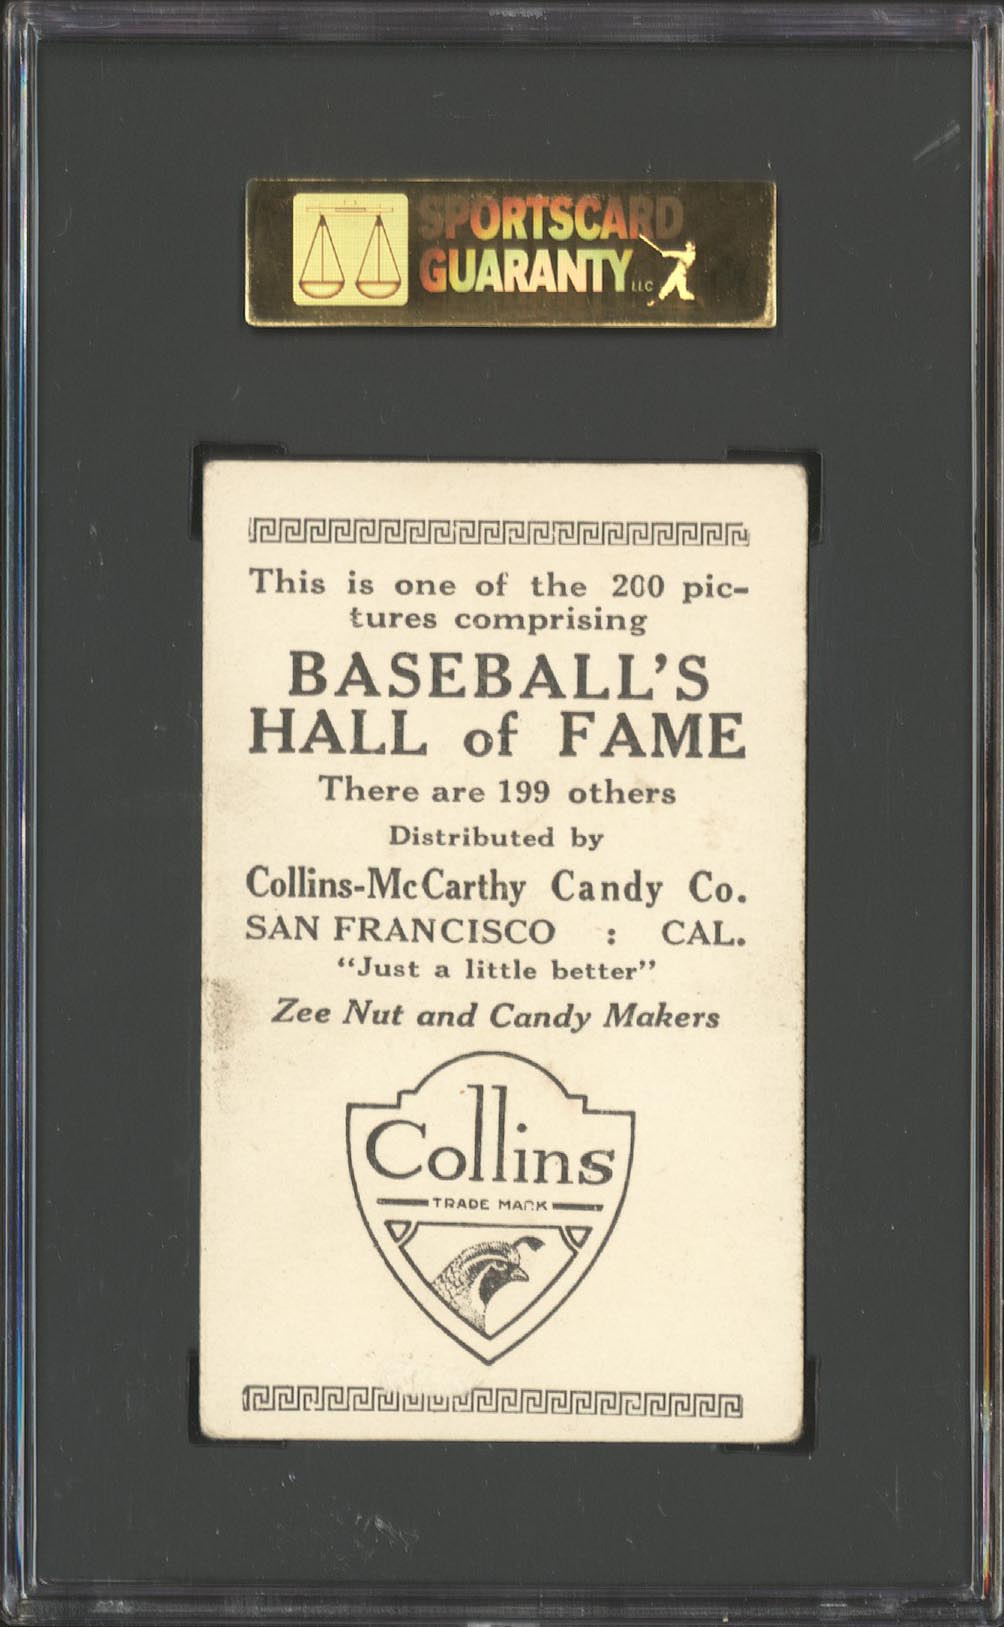 SPORTSCARD
GUARANTY LLC
This is one of the 200 pic-
tures comprising
BASEBALL'S
HALL of FAME
There are 199 others
Distributed by
Collins-McCarthy Candy Co.
SAN FRANCISCO : CAL.
"Just a little better"
Zee Nut and Candy Makers
Collins
TRADE MARK